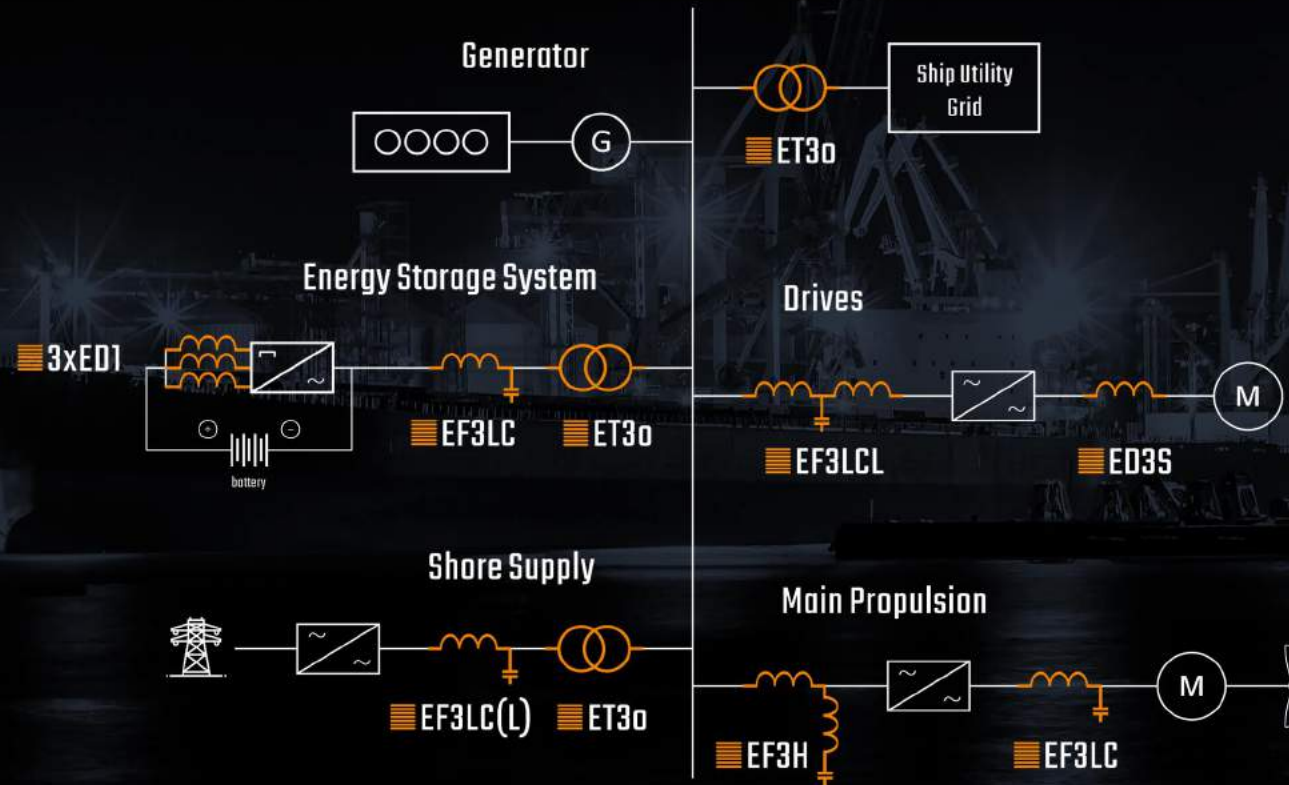 Generator
G
Ship Utility
Grid
ET3o
Energy Storage System
3xED1
EF3LC
ET3o
battery
Drives
M
EF3LCL
ED3S
Shore Supply
EF3LC(L)
ET3o
Main Propulsion
M
EF3H
EF3LC